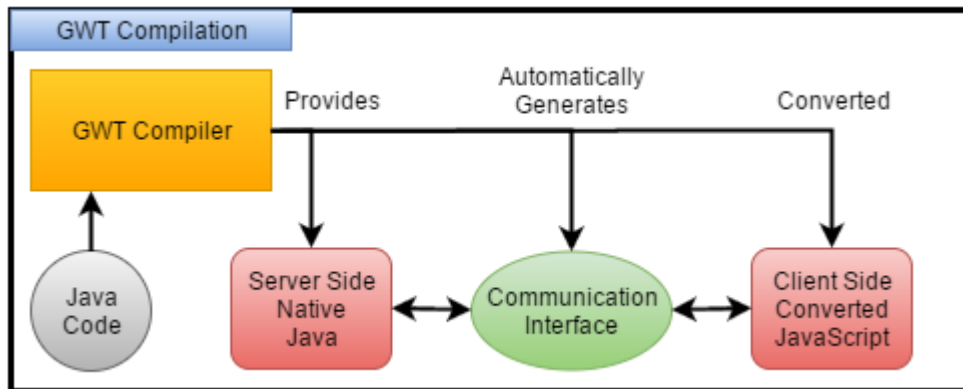 GWT Compilation
GWT Compiler
Provides
Automatically
Generates
Converted
Java
Code
Server Side
Native
Java
Communication
Interface
Client Side
Converted
JavaScript